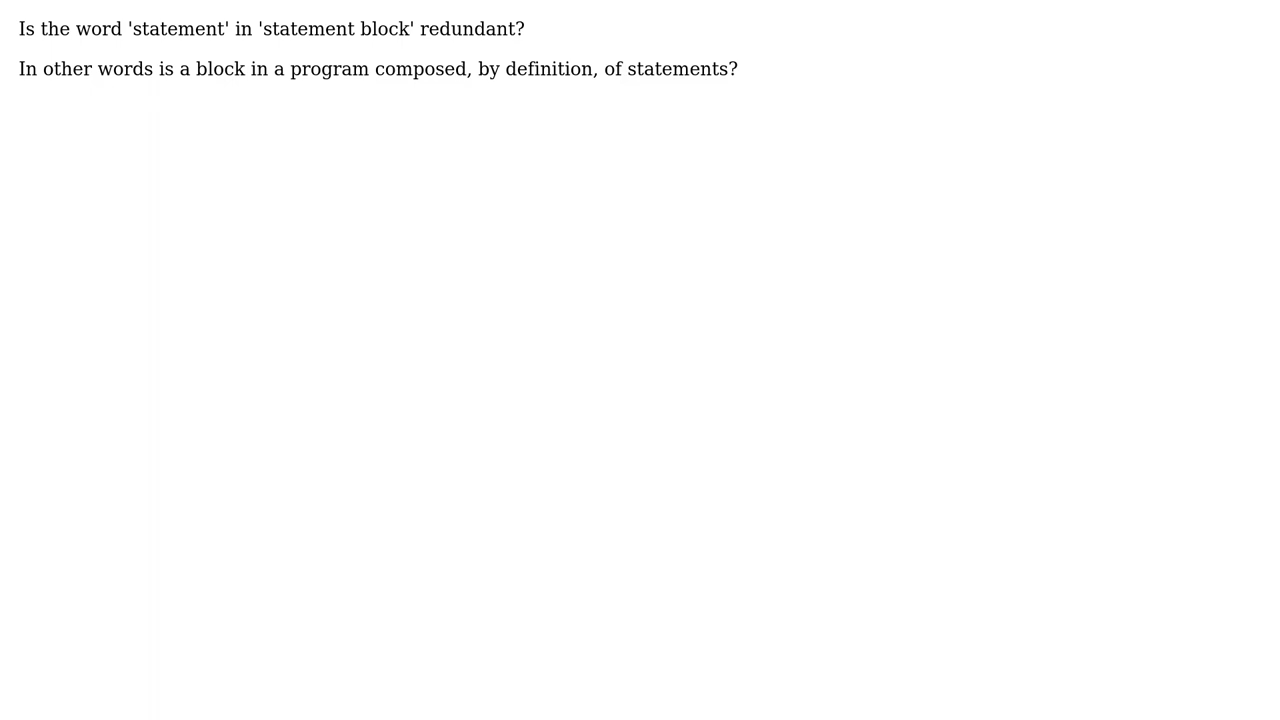 Is the word 'statement' in 'statement block' redundant?
In other words is a block in a program composed, by definition, of statements?